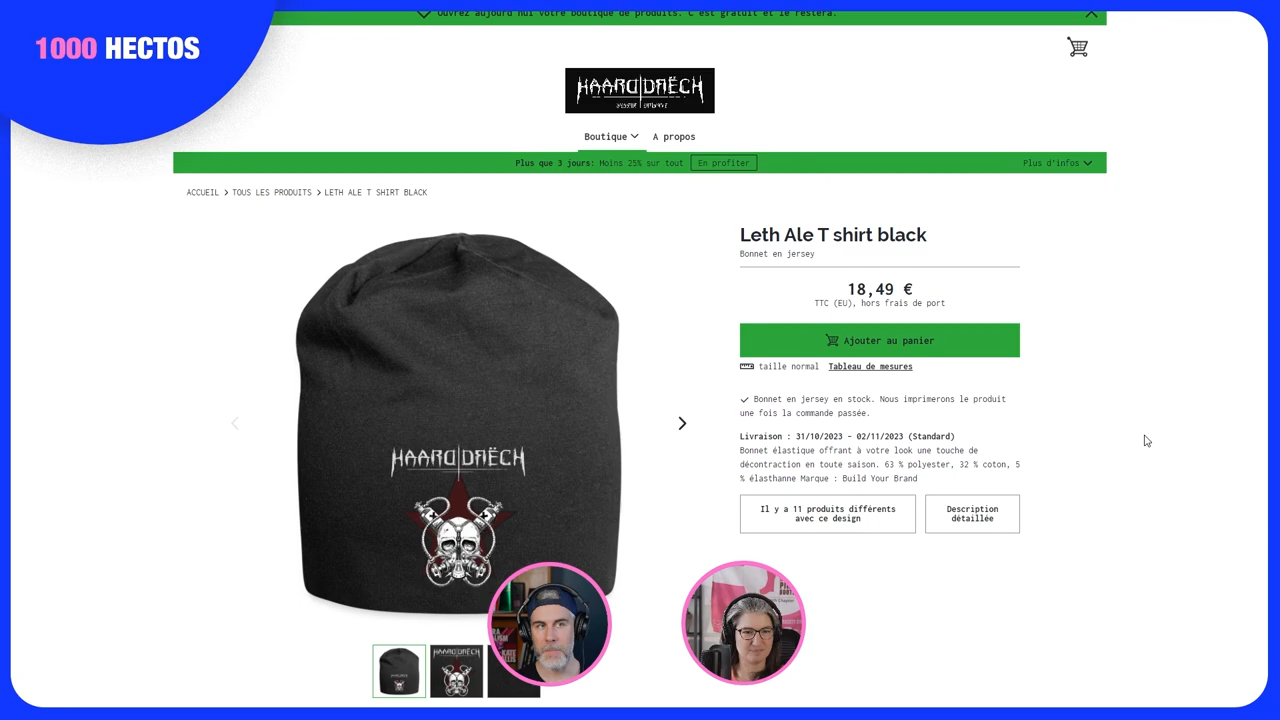 1000 HECTOS
Ouvrez aujourd'hui votre boutique de produits. C'est gratuit et le restera.
HAARDDRËCH
Boutique
A propos
Plus que 3 jours: Moins 25% sur tout
En profiter
Plus d'infos
ACCUEIL > TOUS LES PRODUITS > LETH ALE T SHIRT BLACK
Leth Ale T shirt black
Bonnet en jersey
18,49 €
TTC (EU), hors frais de port
Ajouter au panier
taille normal Tableau de mesures
Bonnet en jersey en stock. Nous imprimerons le produit
une fois la commande passée.
Livraison : 31/10/2023 - 02/11/2023 (Standard)
Bonnet élastique offrant à votre look une touche de
décontraction en toute saison. 63 % polyester, 32 % coton, 5
% élasthanne Marque : Build Your Brand
Il y a 11 produits différents
avec ce design
Description
détaillée
HAARDDRËCH
HAARDDRËCH